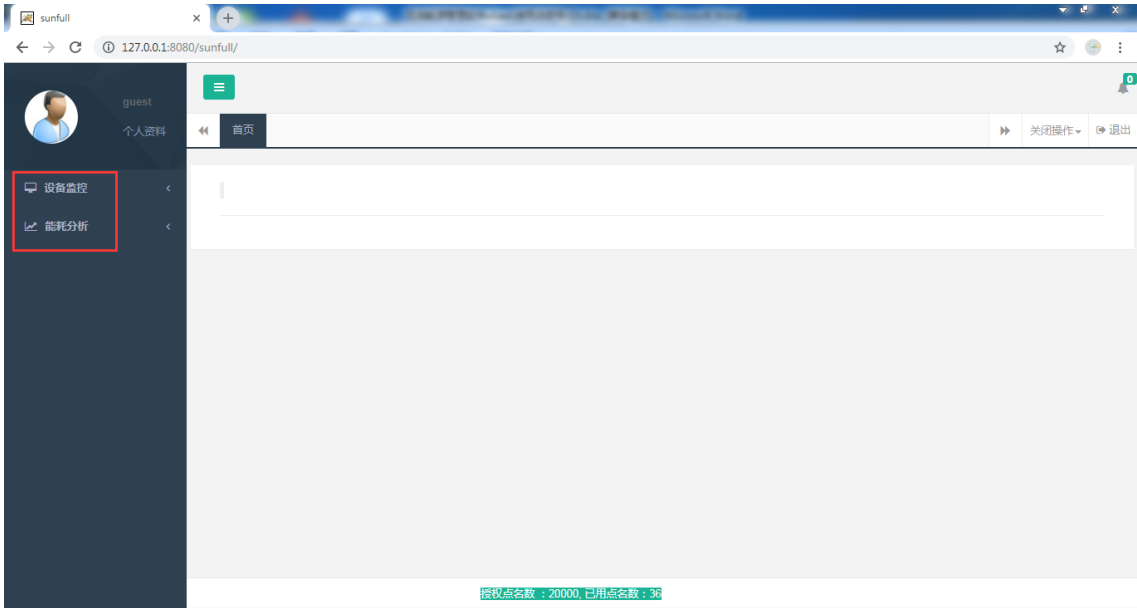 sunfull
127.0.0.1:8080/sunfull/
0
guest
个人资料
首页
关闭操作
退出
设备监控
能耗分析
授权点名数 : 20000, 已用点名数 : 36